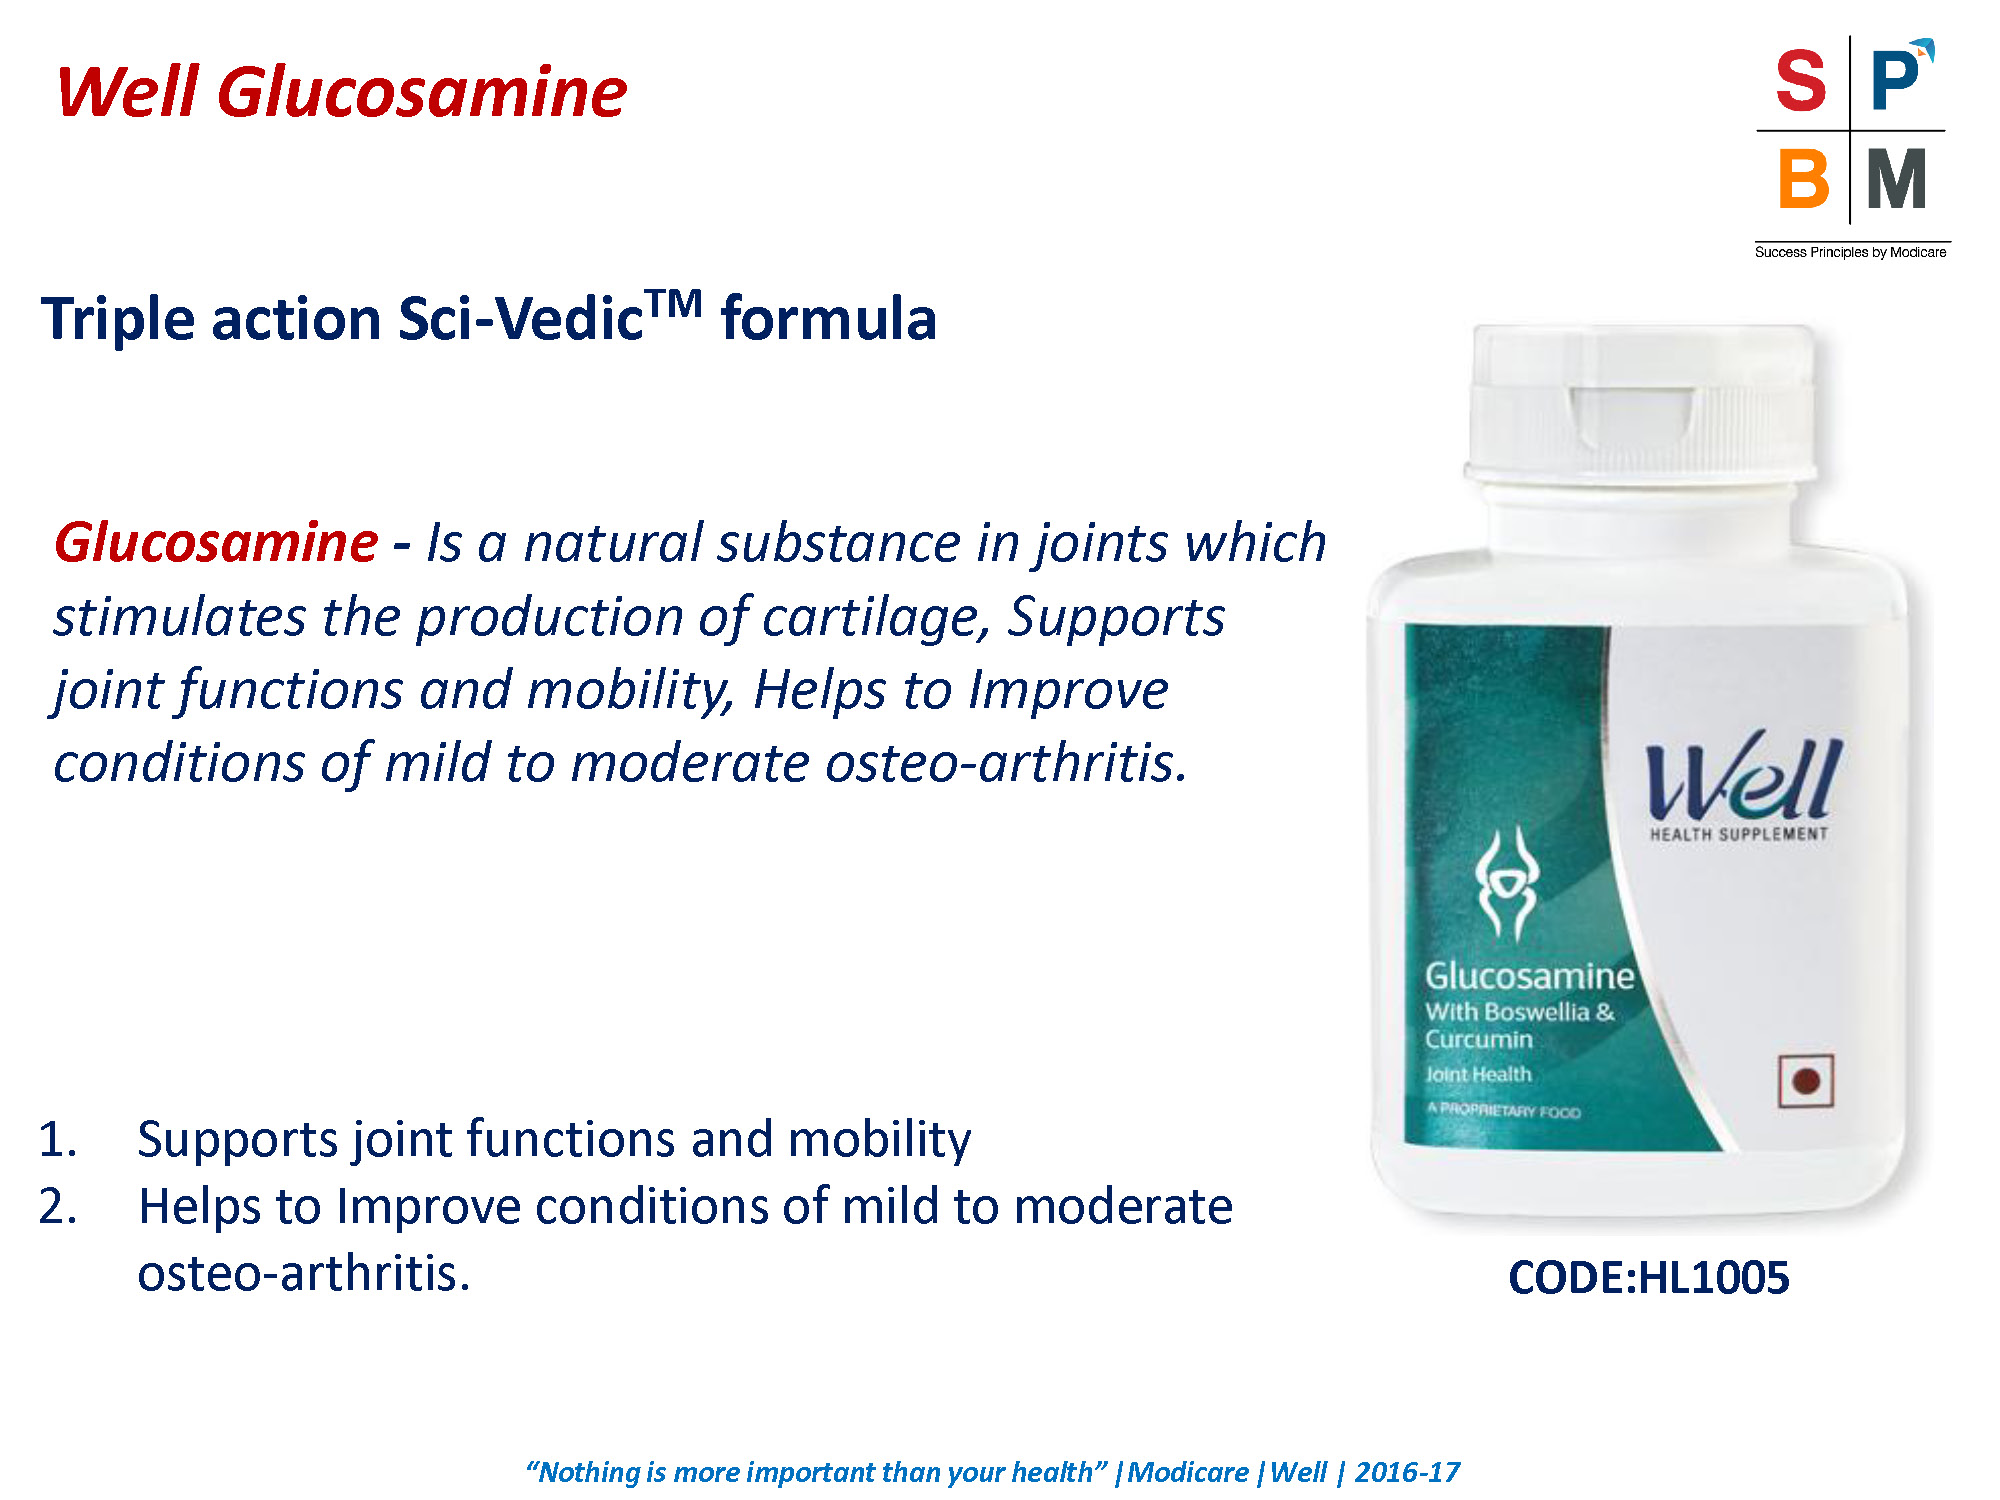 Well Glucosamine
S P
B M
Success Principles by Modicare
Triple action Sci-Vedic™ formula
Glucosamine - Is a natural substance in joints which
stimulates the production of cartilage, Supports
joint functions and mobility, Helps to Improve
conditions of mild to moderate osteo-arthritis.
Well
HEALTH SUPPLEMENT
Glucosamine
With Boswellia &
Curcumin
Joint Health
A PROPRIETARY FOOD
1. Supports joint functions and mobility
2. Helps to Improve conditions of mild to moderate
osteo-arthritis.
CODE:HL1005
“Nothing is more important than your health” |Modicare |Well | 2016-17